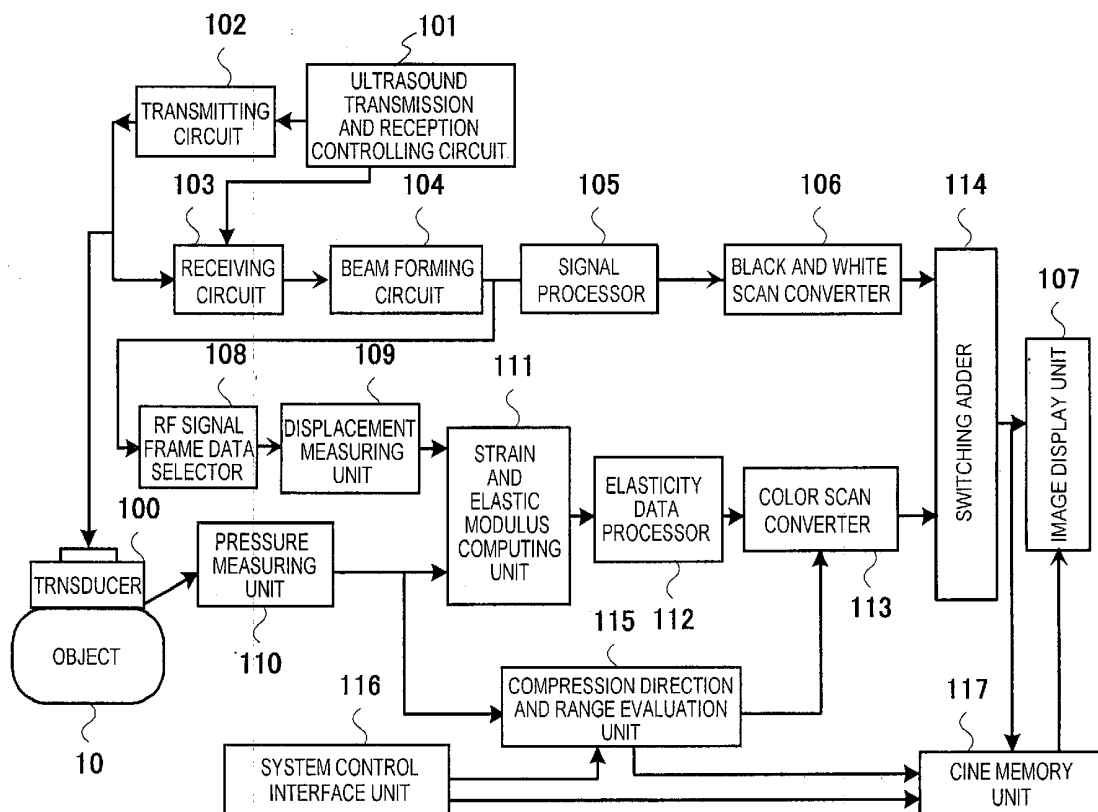 102
101
TRANSMITTING
CIRCUIT
ULTRASOUND
TRANSMISSION
AND RECEPTION
CONTROLLING CIRCUIT
103
104
105
106
114
RECEIVING
CIRCUIT
BEAM FORMING
CIRCUIT
SIGNAL
PROCESSOR
BLACK AND WHITE
SCAN CONVERTER
SWITCHING ADDER
107
IMAGE DISPLAY UNIT
108
109
111
RF SIGNAL
FRAME DATA
SELECTOR
DISPLACEMENT
MEASURING
UNIT
STRAIN
AND
ELASTIC
MODULUS
COMPUTING
UNIT
ELASTICITY
DATA
PROCESSOR
COLOR SCAN
CONVERTER
100
TRNSDUCER
PRESSURE
MEASURING
UNIT
112
113
OBJECT
110
115
10
116
COMPRESSION DIRECTION
AND RANGE EVALUATION
UNIT
117
SYSTEM CONTROL
INTERFACE UNIT
CINE MEMORY
UNIT